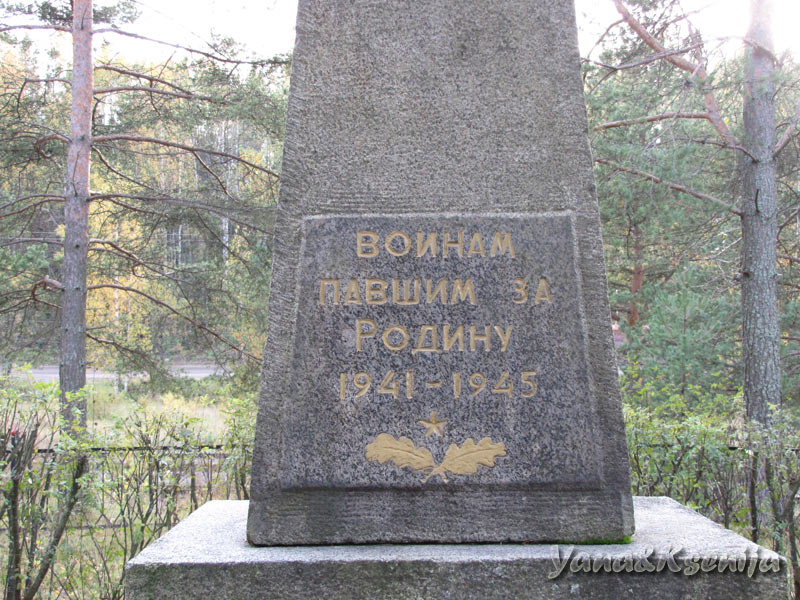 ВОИНАМ
ПАВШИМ ЗА
РОДИНУ
1941-1945
Yana&Ksenija